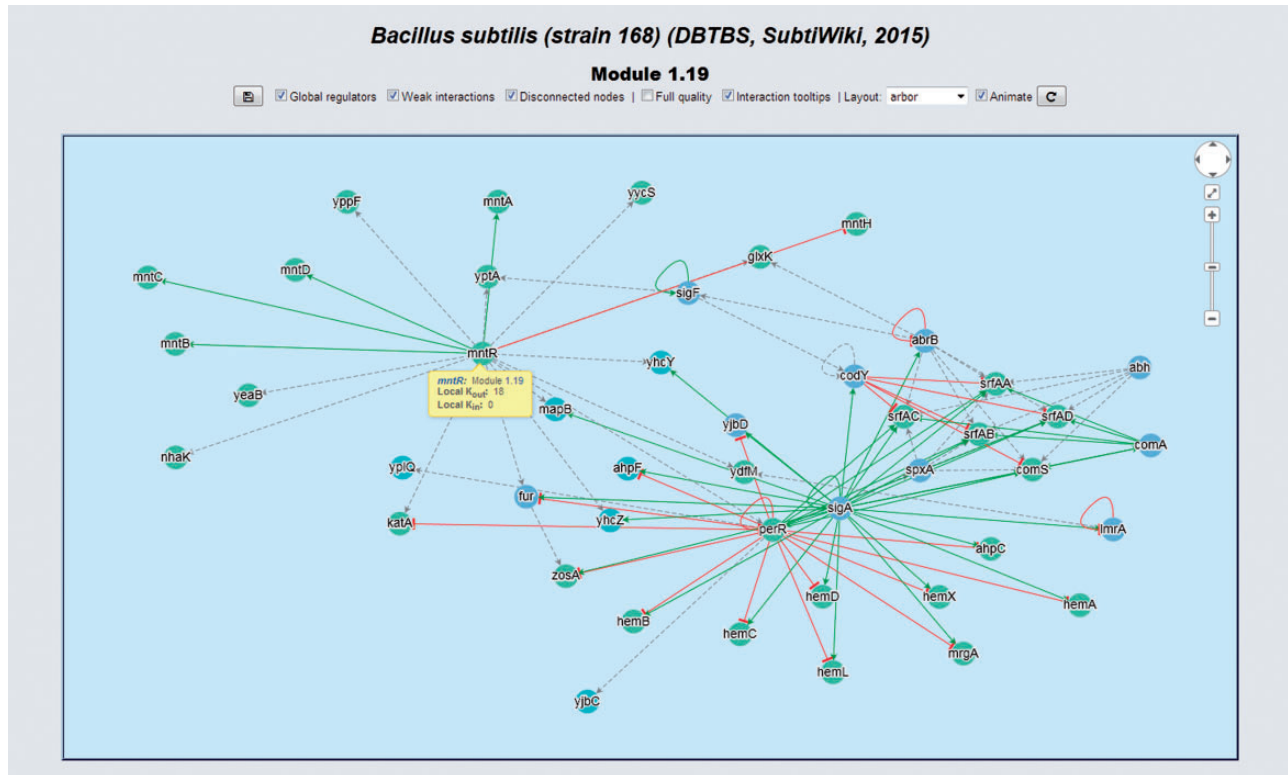 Bacillus subtilis (strain 168) (DBTBS, SubtiWiki, 2015)
Module 1.19
Global regulators Weak interactions Disconnected nodes | Full quality Interaction tooltips | Layout: arbor Animate
yppF
mntA
yycS
mntH
glxK
mntC
mntD
yptA
sigF
mntB
mntR
abrB
yhcY
codY
abh
mntR: Module 1.19
Local Kout: 18
Local Kin: 0
srfAA
yeaB
mapB
srfAC
srfAD
yjbD
srfAB
comA
nhaK
yplQ
ahpF
ydfM
spxA
comS
fur
sigA
katA
yhcZ
perR
lmrA
ahpC
zosA
hemD
hemX
hemA
hemB
hemC
mrgA
hemL
yjbC